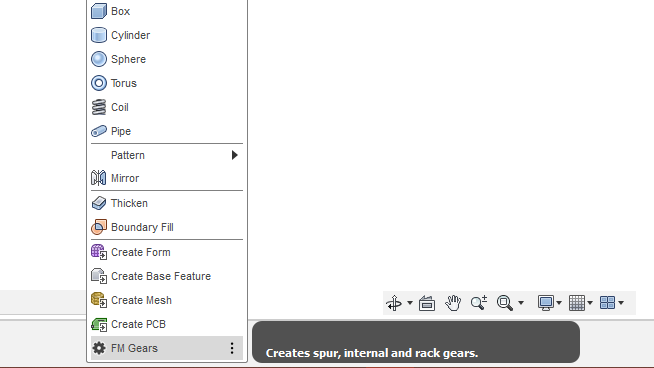 Box
Cylinder
Sphere
Torus
Coil
Pipe
Pattern
Mirror
Thicken
Boundary Fill
Create Form
Create Base Feature
Create Mesh
Create PCB
FM Gears
Creates spur, internal and rack gears.